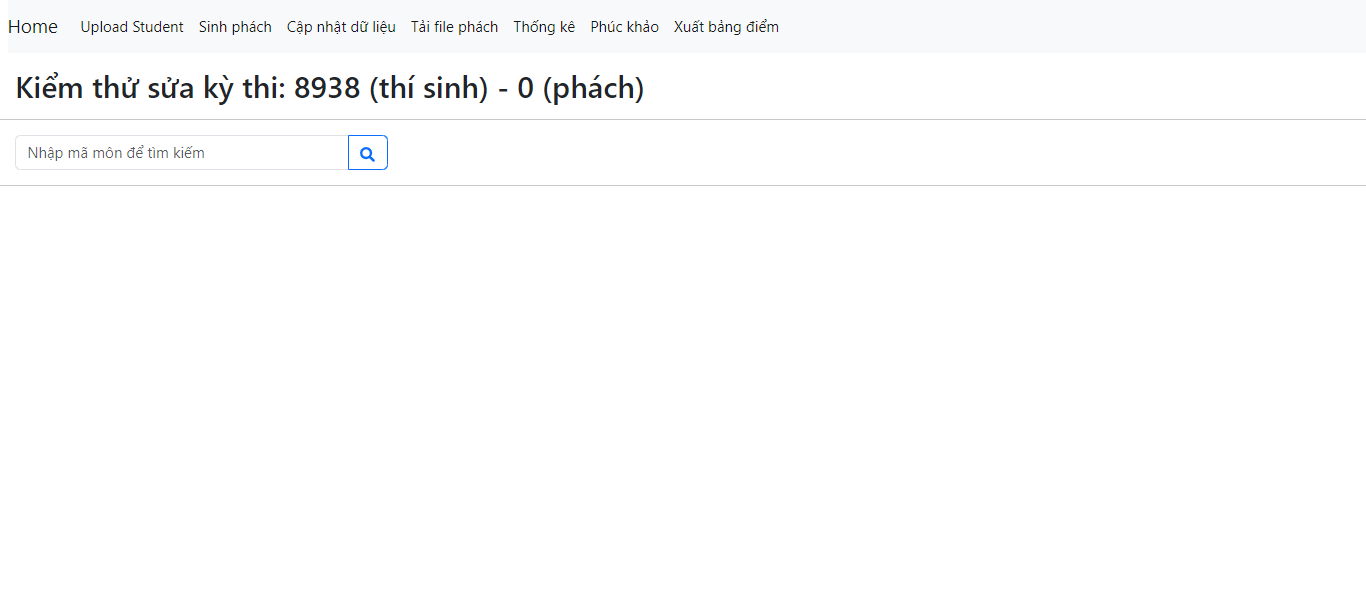 Home Upload Student Sinh phách Cập nhật dữ liệu Tải file phách Thống kê Phúc khảo Xuất bảng điểm
Kiểm thử sửa kỳ thi: 8938 (thí sinh) - 0 (phách)
Nhập mã môn để tìm kiếm